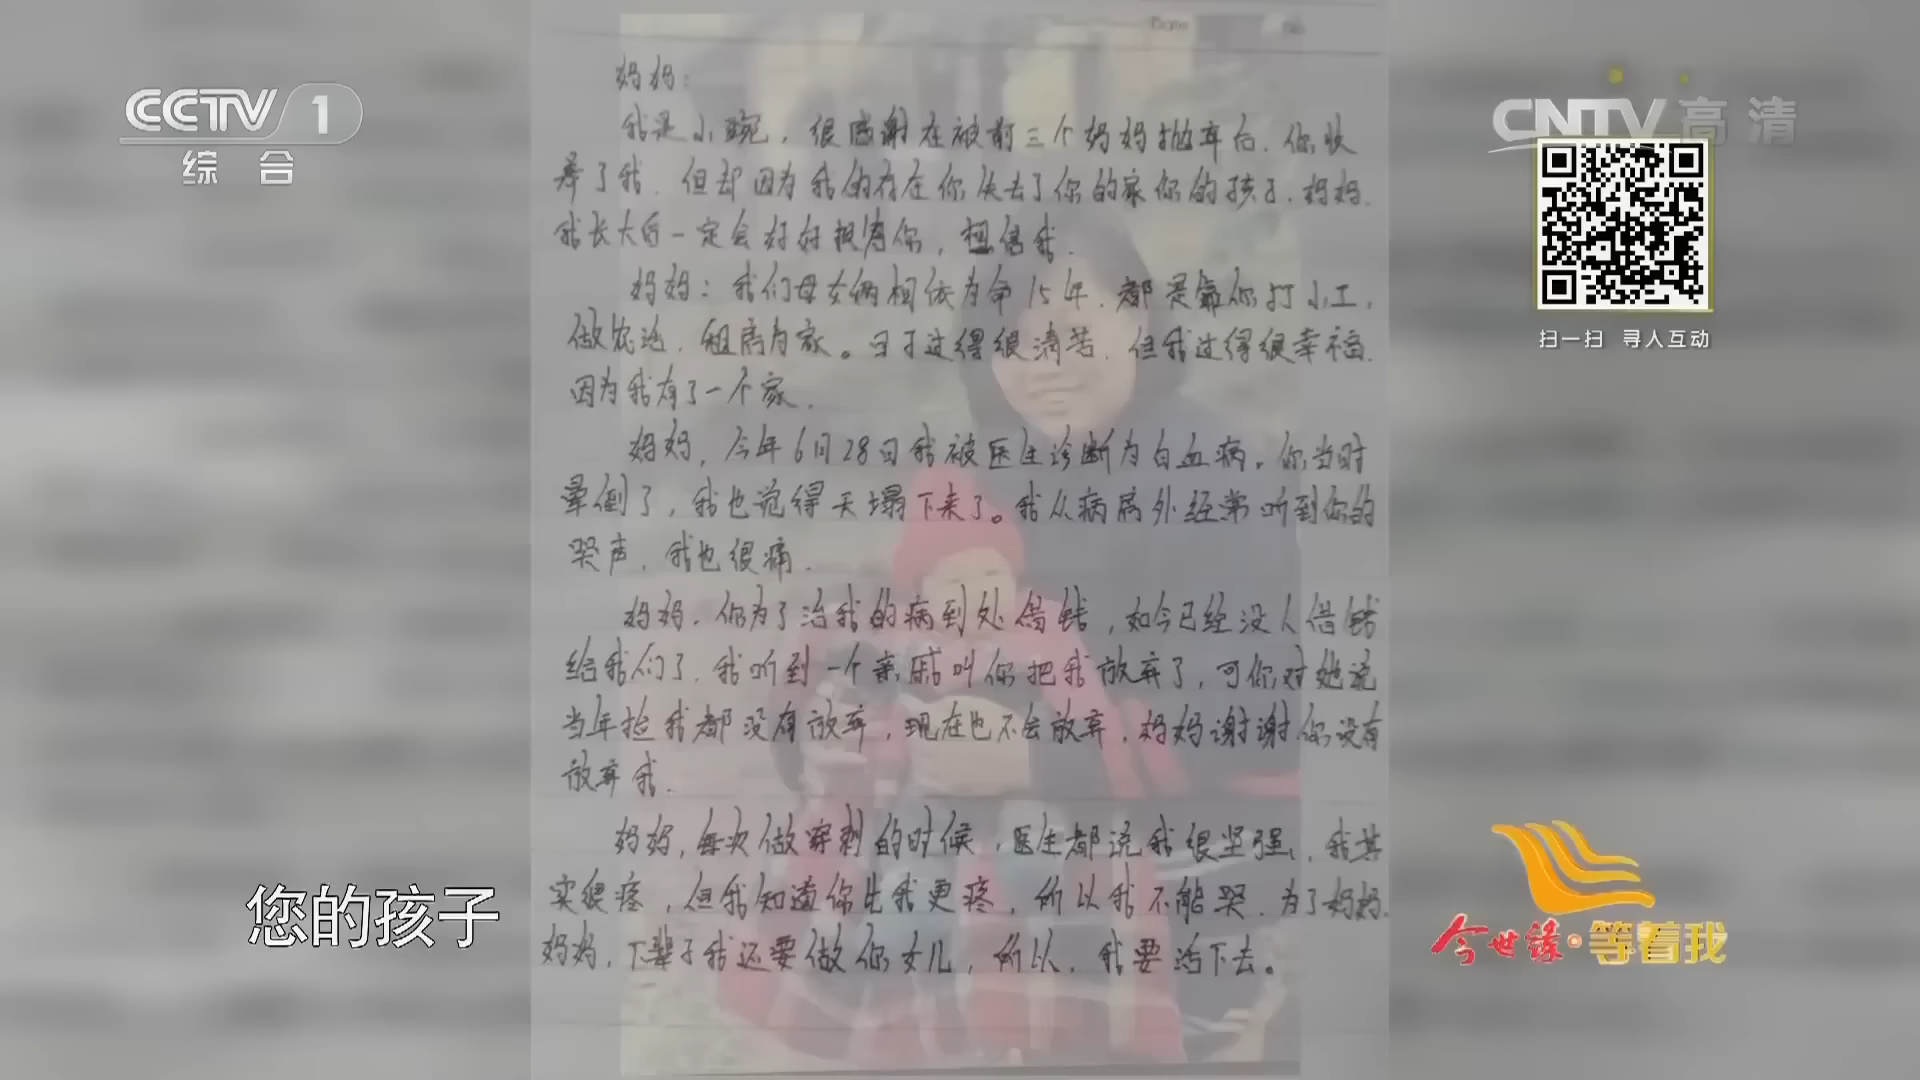 CCTV 1
综合
CNTV 高清
扫一扫 寻人互动
妈妈：
我是小琬，很感谢在被前三个妈妈抛弃后，你收
养了我，但却因为我的存在你失去了你的家你的孩子，妈妈，
我长大后一定会好好报答你，相信我。
妈妈：我们母女俩相依为命15年，都是靠你打小工，
做农活，租房为家。日子过得很清苦，但我过得很幸福，
因为我有了一个家。
妈妈，今年6月28日我被医生诊断为白血病，你当时
晕倒了，我也觉得天塌下来了。我从病房外经常听到你的
哭声，我也很痛。
妈妈，你为了治我的病到处借钱，如今已经没人借钱
给我们了，我听到一个亲戚叫你把我放弃了，可你对她说
当年捡我都没有放弃，现在也不会放弃，妈妈谢谢你没有
放弃我。
妈妈，每次做穿刺的时候，医生都说我很坚强，我其
实很疼，但我知道你比我更疼，所以我不能哭，为了妈妈。
妈妈，下辈子我还要做你女儿，所以，我要活下去。
您的孩子
今世缘·等着我